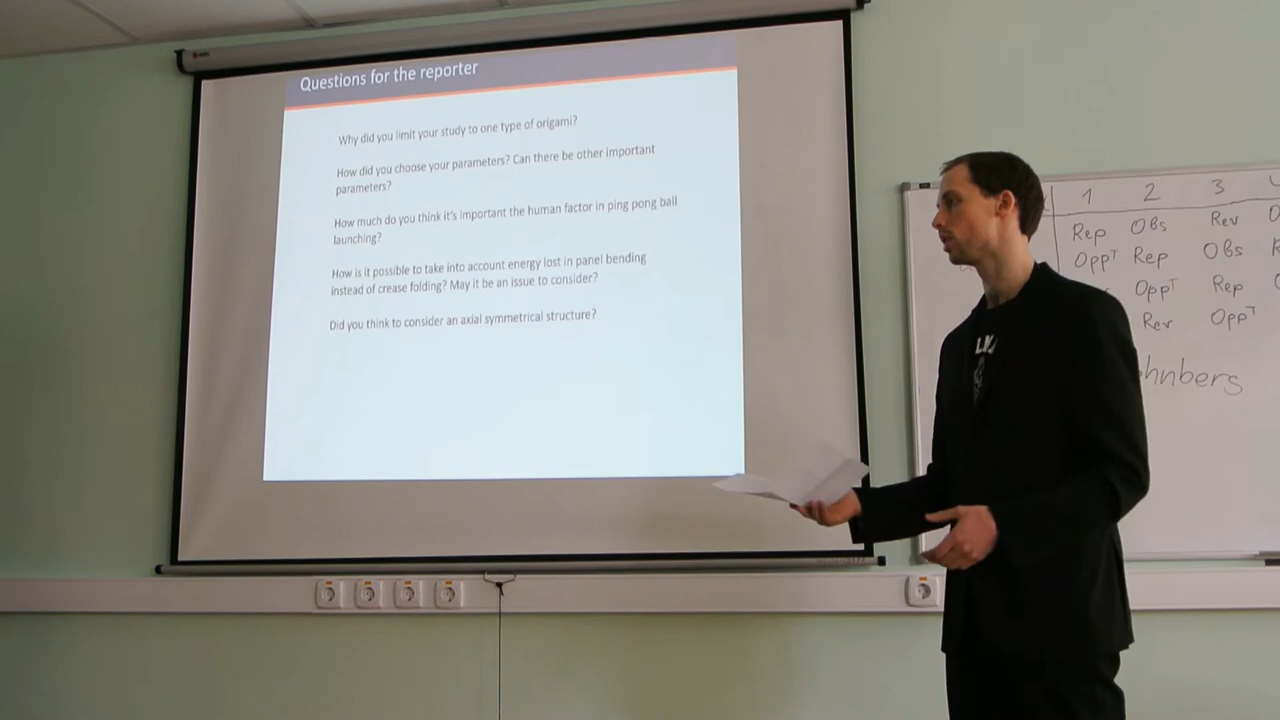 Questions for the reporter
Why did you limit your study to one type of origami?
How did you choose your parameters? Can there be other important
parameters?
How much do you think it's important the human factor in ping pong ball
launching?
How is it possible to take into account energy lost in panel bending
instead of crease folding? May it be an issue to consider?
Did you think to consider an axial symmetrical structure?
1 2 3
Rep Obs Rev
Oppᵀ Rep Obs
Oppᵀ Rep
Rev Oppᵀ
hnbers